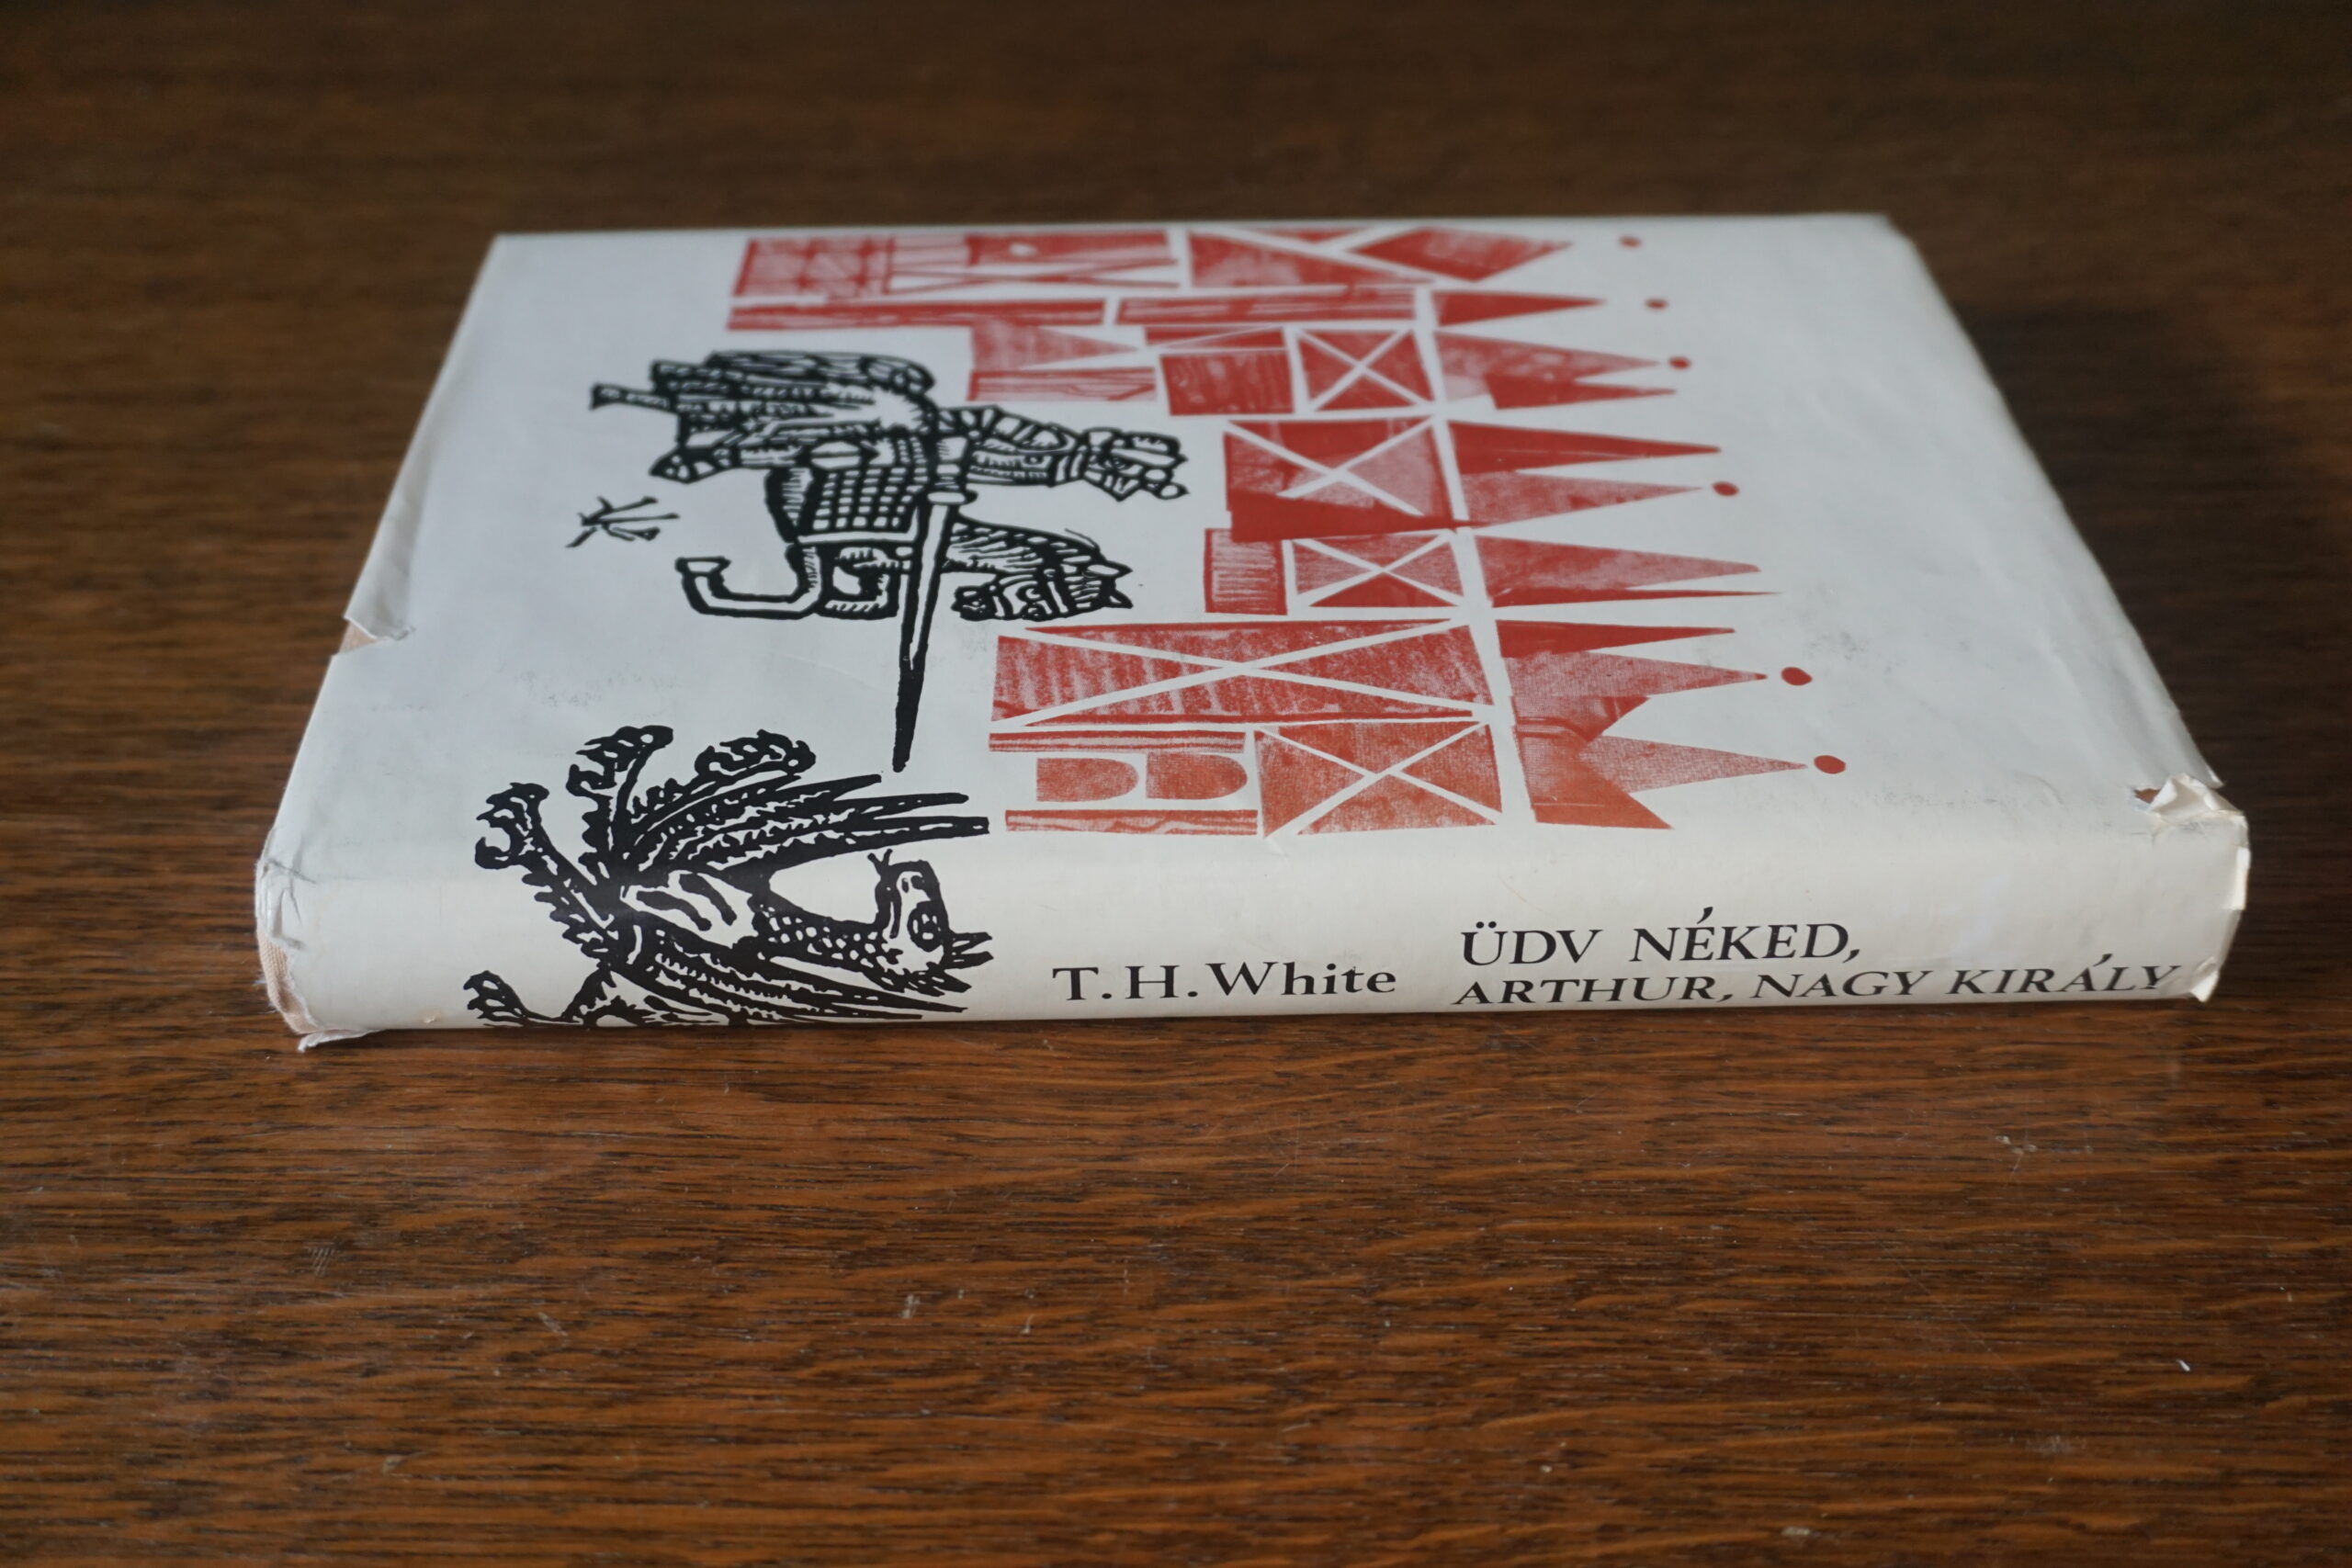 T.H. White
ÜDV NÉKED,
ARTHUR, NAGY KIRÁLY